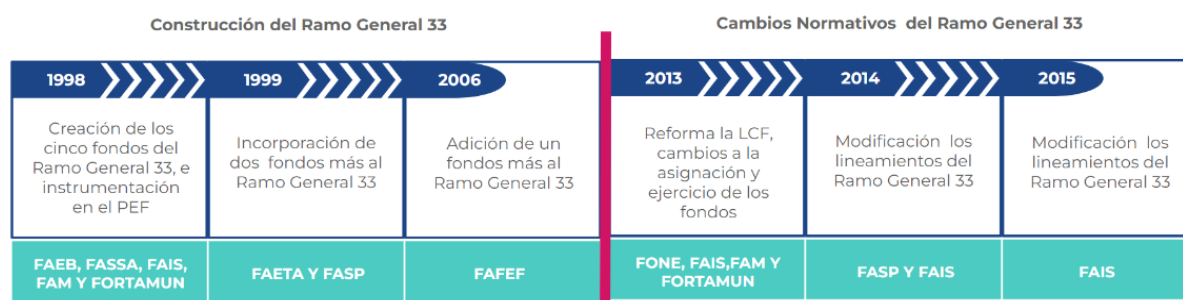 Construcción del Ramo General 33
1998
1999
2006
Creación de los
cinco fondos del
Ramo General 33, e
instrumentación
en el PEF
Incorporación de
dos fondos más al
Ramo General 33
Adición de un
fondos más al
Ramo General 33
FAEB, FASSA, FAIS,
FAM Y FORTAMUN
FAETA Y FASP
FAFEF
Cambios Normativos del Ramo General 33
2013
2014
2015
Reforma la LCF,
cambios a la
asignación y
ejercicio de los
fondos
Modificación los
lineamientos del
Ramo General 33
Modificación los
lineamientos del
Ramo General 33
FONE, FAIS,FAM Y
FORTAMUN
FASP Y FAIS
FAIS